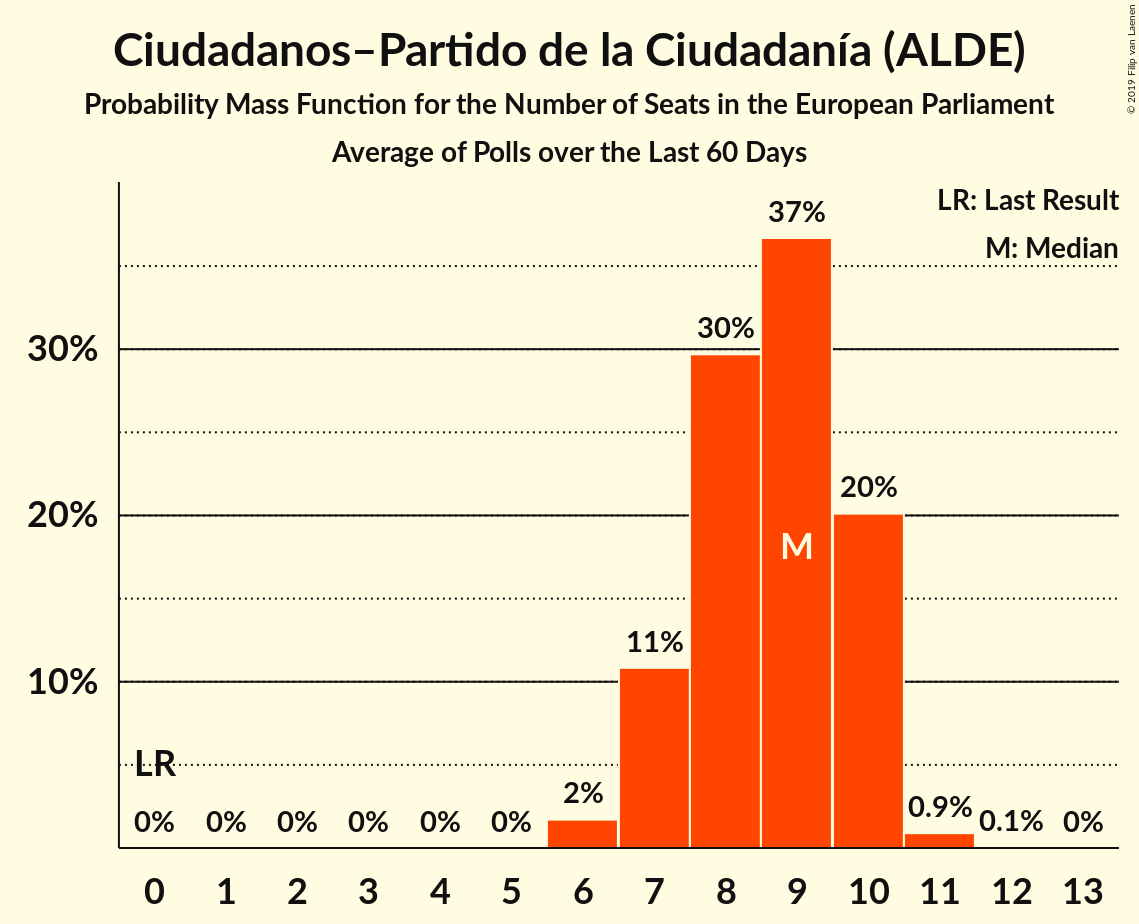 Ciudadanos–Partido de la Ciudadanía (ALDE)
Probability Mass Function for the Number of Seats in the European Parliament
Average of Polls over the Last 60 Days
© 2019 Filip van Laenen
LR: Last Result
M: Median
37%
30%
30%
20%
20%
M
11%
10%
LR
0% 0% 0% 0% 0% 0% 2% 0.9% 0.1% 0%
0 1 2 3 4 5 6 7 8 9 10 11 12 13